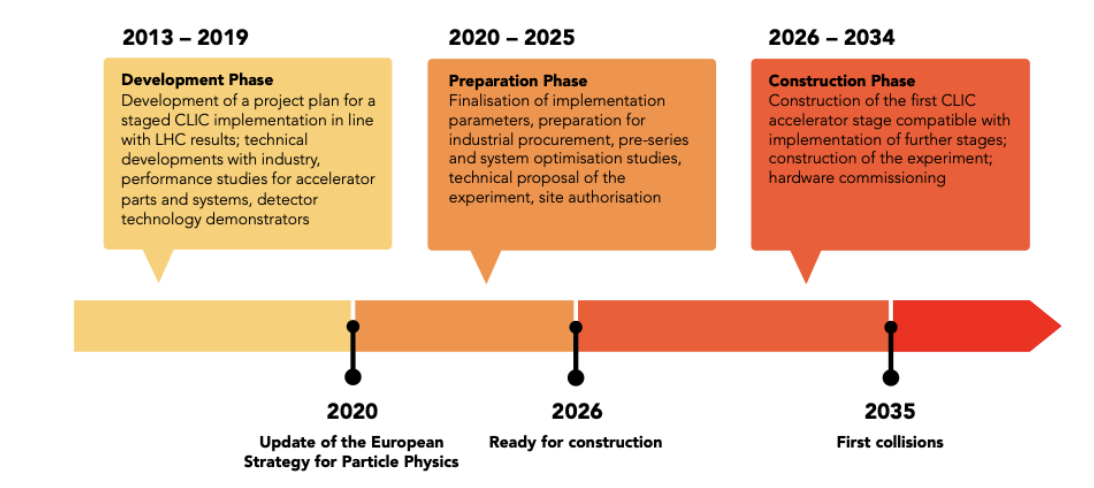 2013 – 2019
Development Phase
Development of a project plan for a
staged CLIC implementation in line
with LHC results; technical
developments with industry,
performance studies for accelerator
parts and systems, detector
technology demonstrators
2020 – 2025
Preparation Phase
Finalisation of implementation
parameters, preparation for
industrial procurement, pre-series
and system optimisation studies,
technical proposal of the
experiment, site authorisation
2026 – 2034
Construction Phase
Construction of the first CLIC
accelerator stage compatible with
implementation of further stages;
construction of the experiment;
hardware commissioning
2020
Update of the European
Strategy for Particle Physics
2026
Ready for construction
2035
First collisions